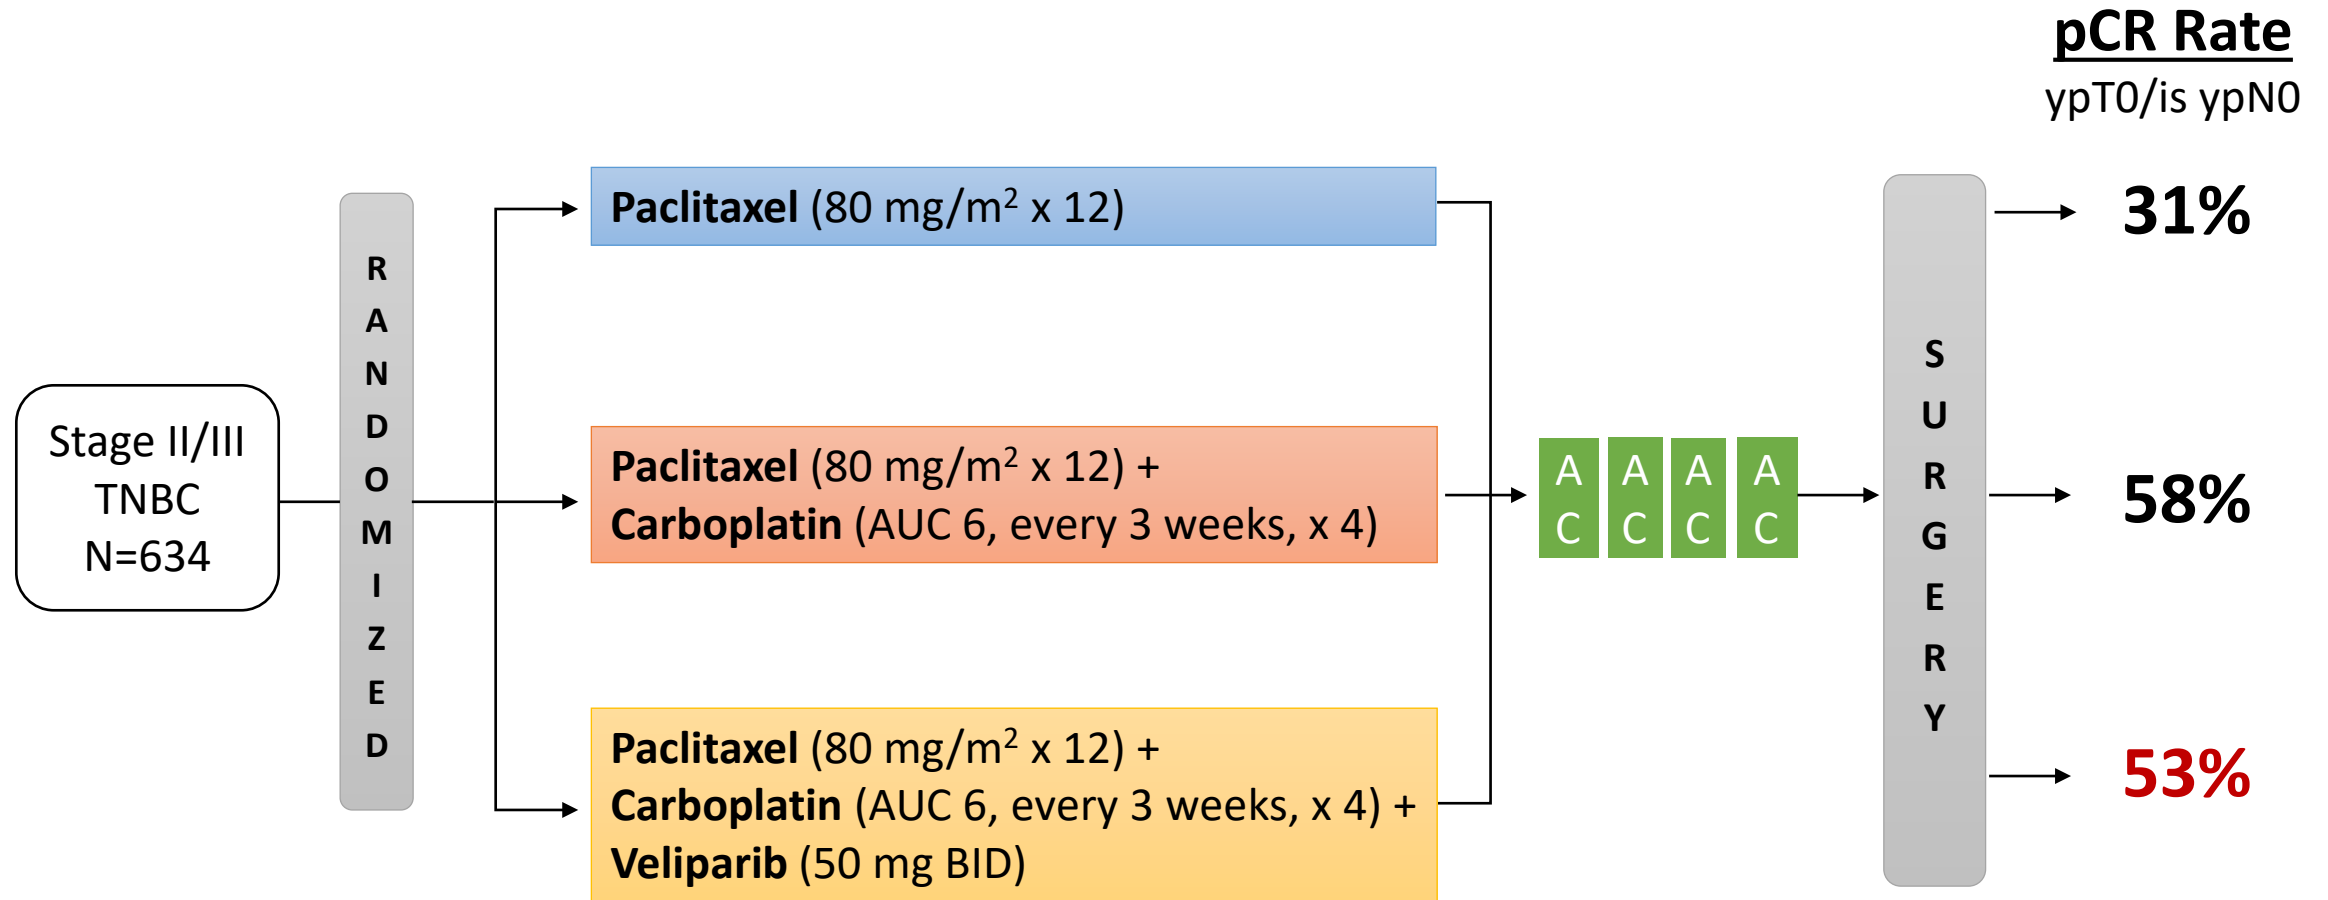 pCR Rate
ypT0/is ypN0
Stage II/III
TNBC
N=634
R
A
N
D
O
M
I
Z
E
D
Paclitaxel (80 mg/m² x 12)
Paclitaxel (80 mg/m² x 12) +
Carboplatin (AUC 6, every 3 weeks, x 4)
Paclitaxel (80 mg/m² x 12) +
Carboplatin (AUC 6, every 3 weeks, x 4) +
Veliparib (50 mg BID)
A A A A
C C C C
S
U
R
G
E
R
Y
31%
58%
53%